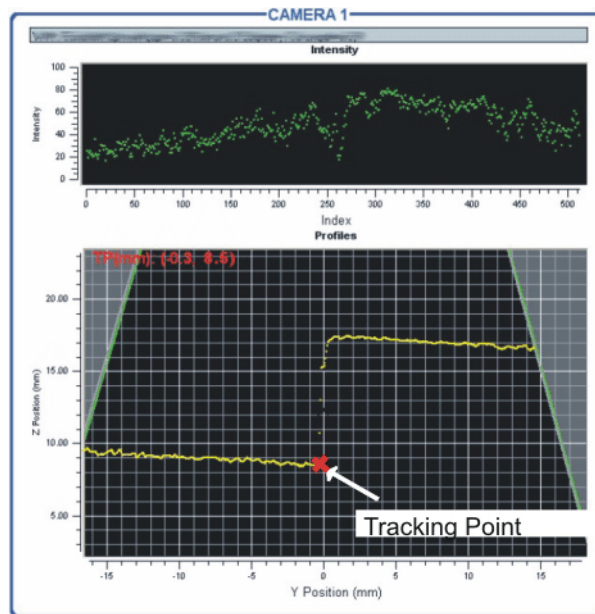 CAMERA 1
Intensity
100
80
60
40
20
0
Intensity
0 50 100 150 200 250 300 350 400 450 500
Index
Profiles
TP(mm): (-0.3, 8.5)
20.00
15.00
10.00
5.00
Z Position (mm)
Tracking Point
-15 -10 -5 0 5 10 15
Y Position (mm)